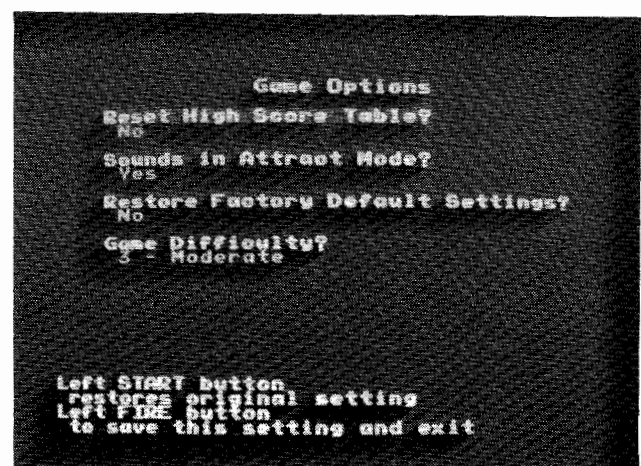 Game Options
Reset High Score Table?
No
Sounds in Attract Mode?
Yes
Restore Factory Default Settings?
No
Game Difficulty?
3 - Moderate
Left START button
restores original setting
Left FIRE button
to save this setting and exit